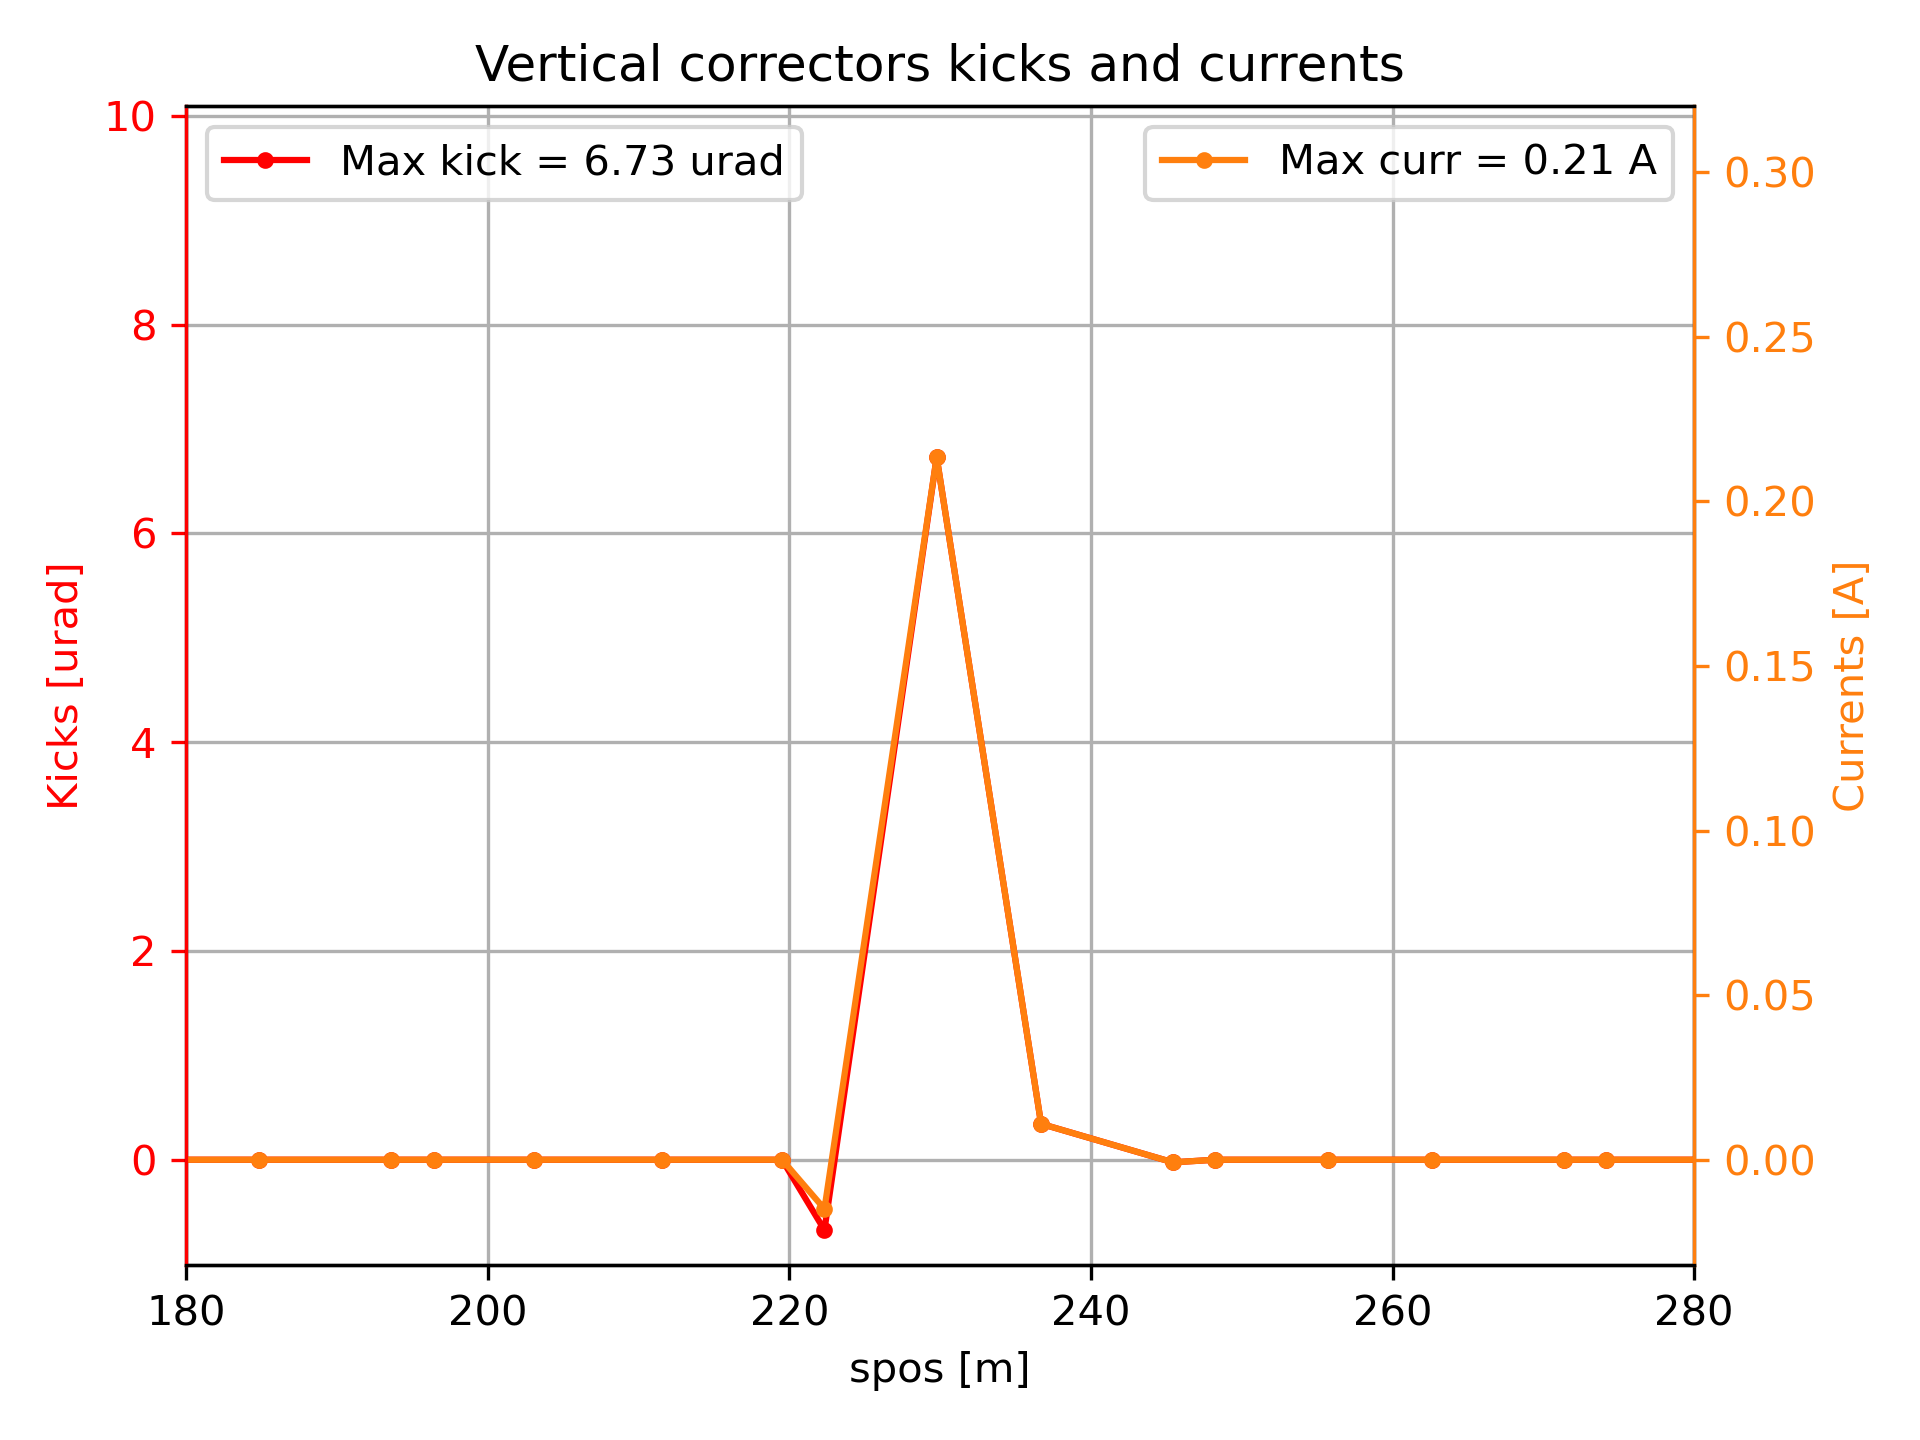 Vertical correctors kicks and currents
Max kick = 6.73 urad
Max curr = 0.21 A
Kicks [urad]
10
8
6
4
2
0
Currents [A]
0.30
0.25
0.20
0.15
0.10
0.05
0.00
180 200 220 240 260 280
spos [m]